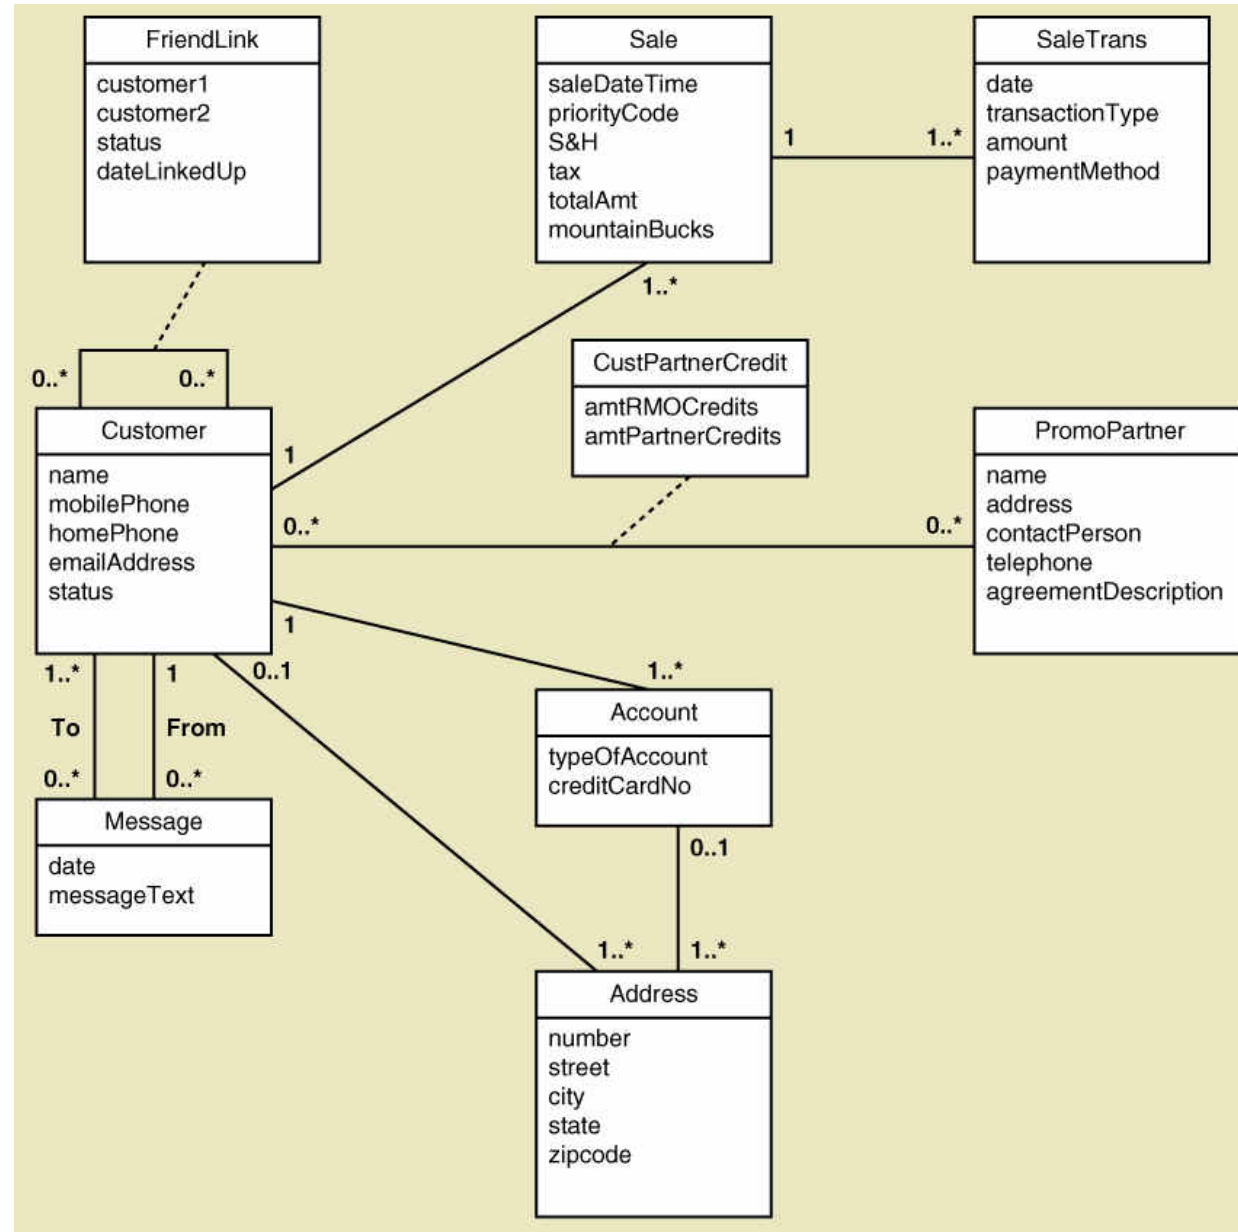 FriendLink
customer1
customer2
status
dateLinkedUp
Sale
saleDateTime
priorityCode
S&H
tax
totalAmt
mountainBucks
SaleTrans
date
transactionType
amount
paymentMethod
1
1..*
1..*
0..*
0..*
CustPartnerCredit
amtRMOCredits
amtPartnerCredits
Customer
name
mobilePhone
homePhone
emailAddress
status
1
0..*
0..*
PromoPartner
name
address
contactPerson
telephone
agreementDescription
1
0..1
1..*
1..*
1
To
From
0..*
0..*
Account
typeOfAccount
creditCardNo
Message
date
messageText
0..1
1..*
1..*
Address
number
street
city
state
zipcode